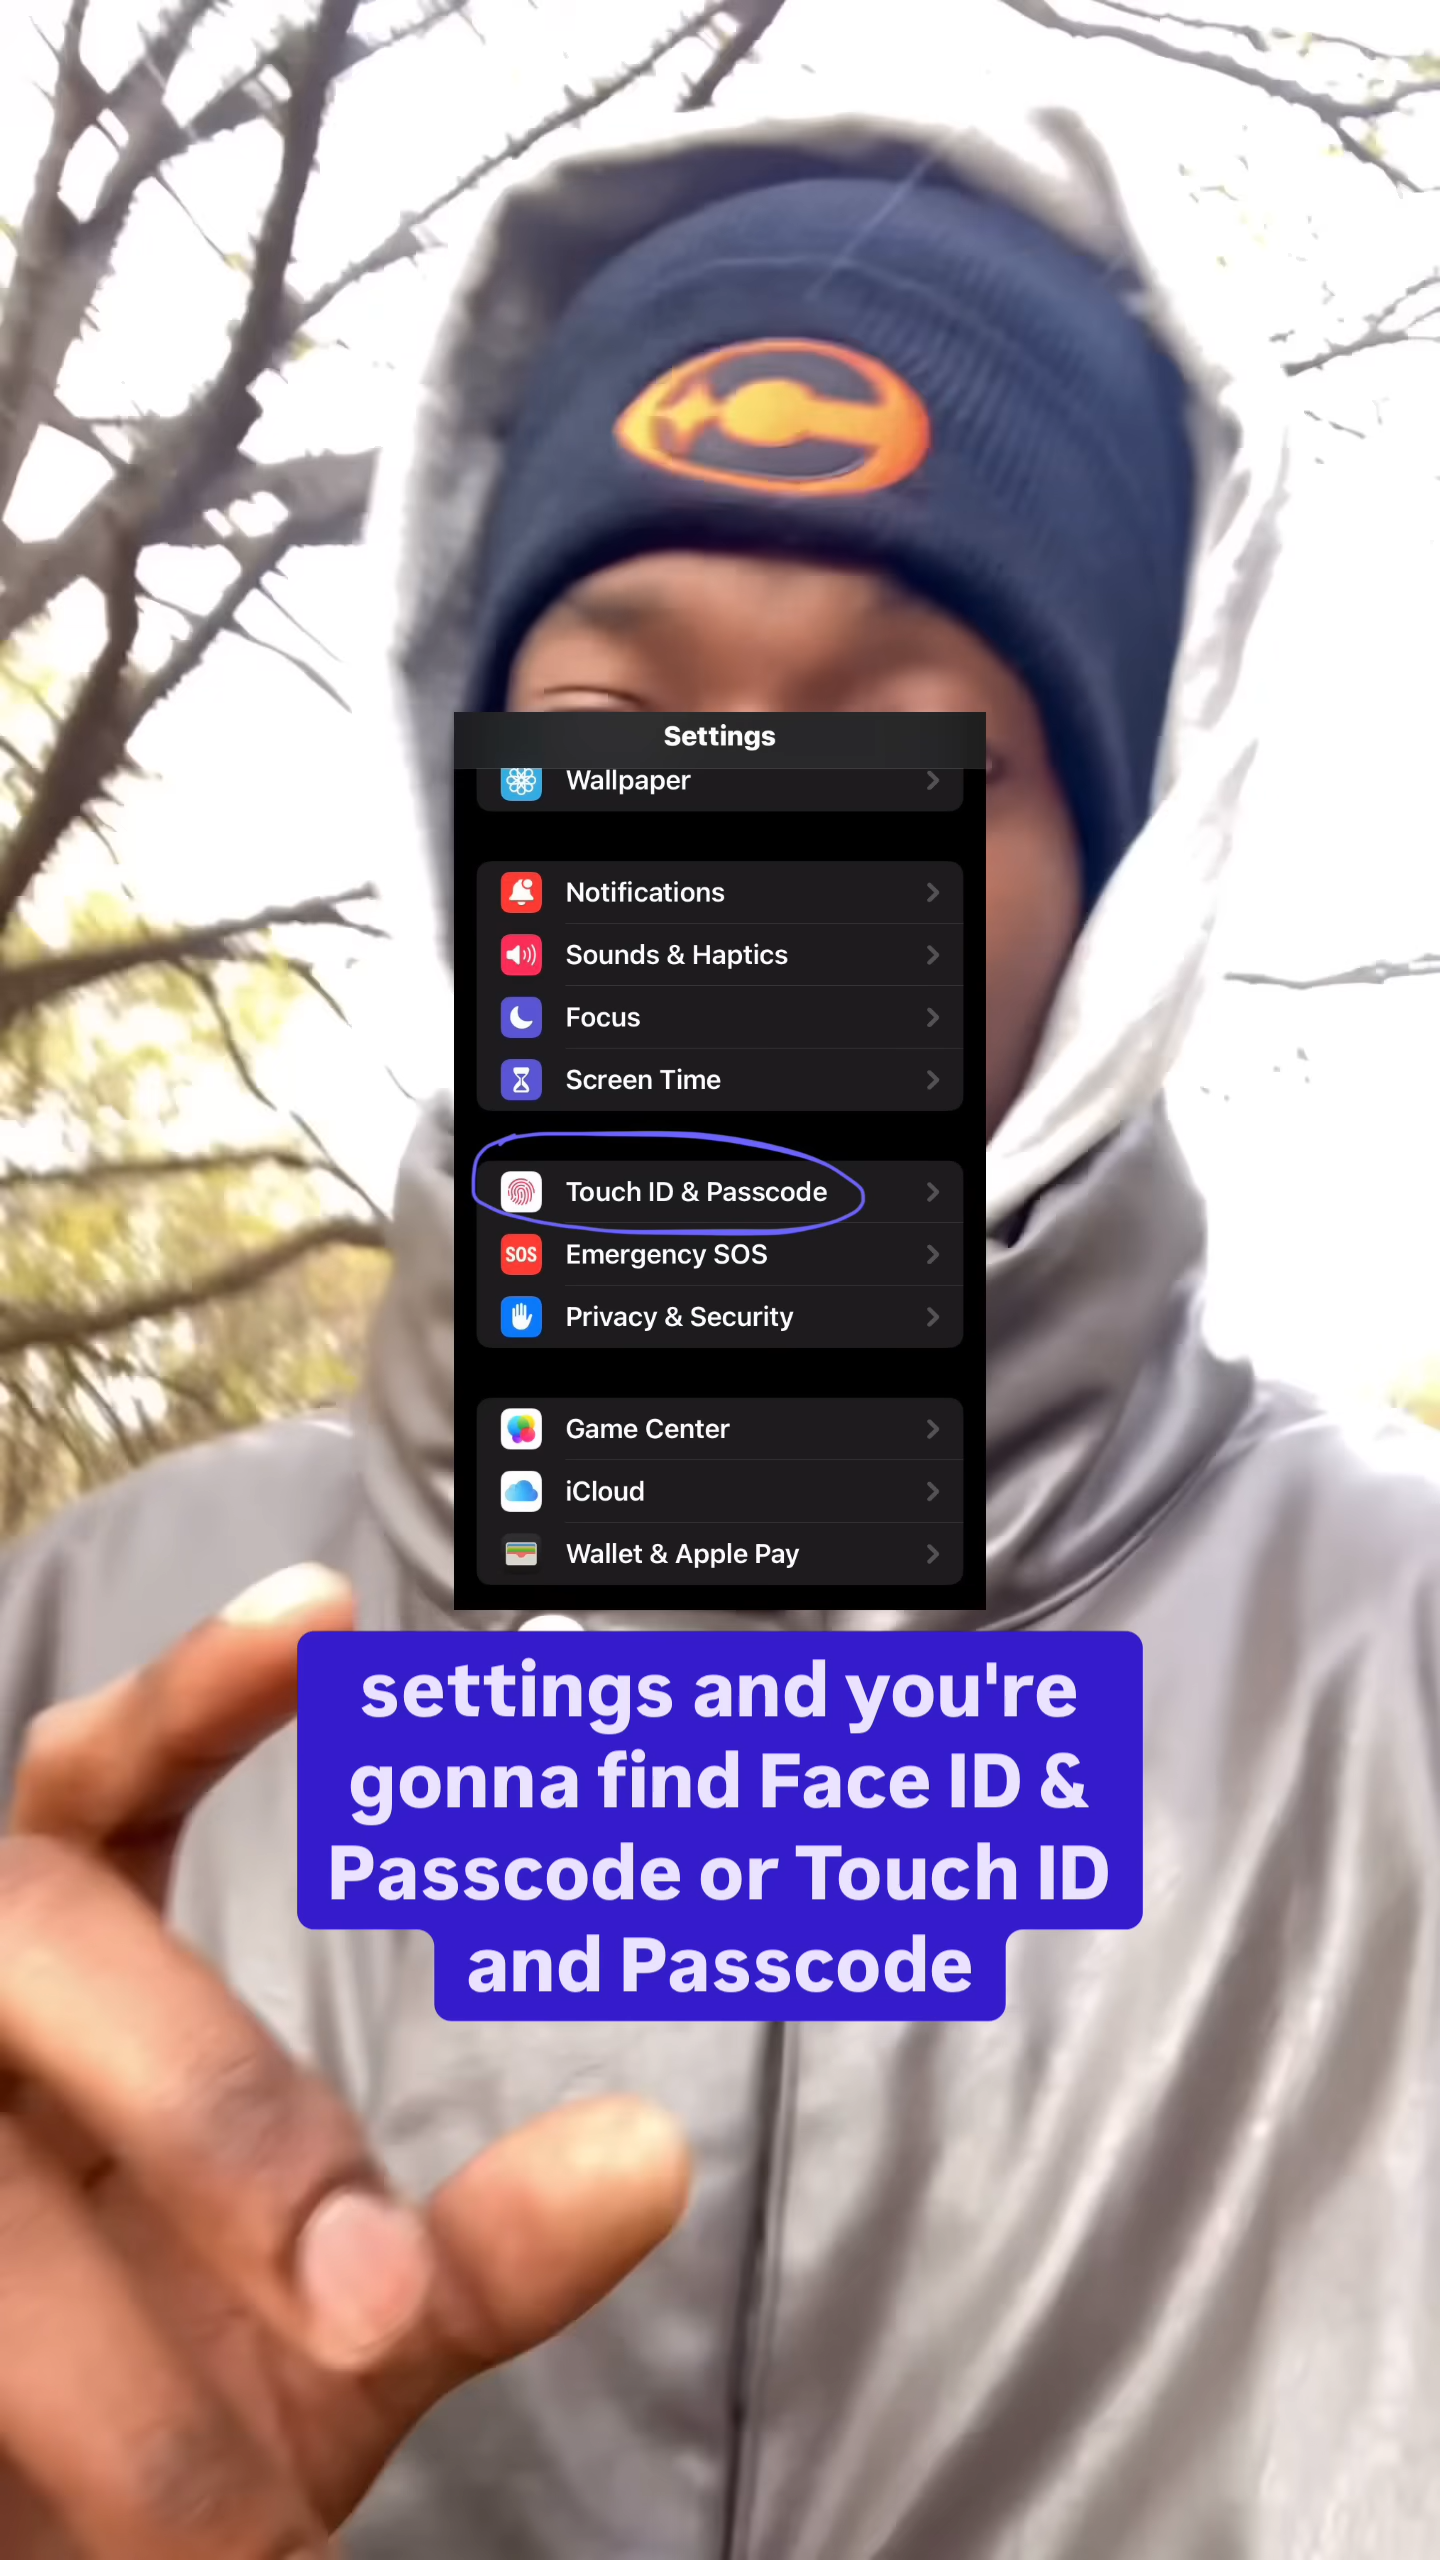 Settings
Wallpaper
Notifications
Sounds & Haptics
Focus
Screen Time
Touch ID & Passcode
SOS Emergency SOS
Privacy & Security
Game Center
iCloud
Wallet & Apple Pay
settings and you're
gonna find Face ID &
Passcode or Touch ID
and Passcode